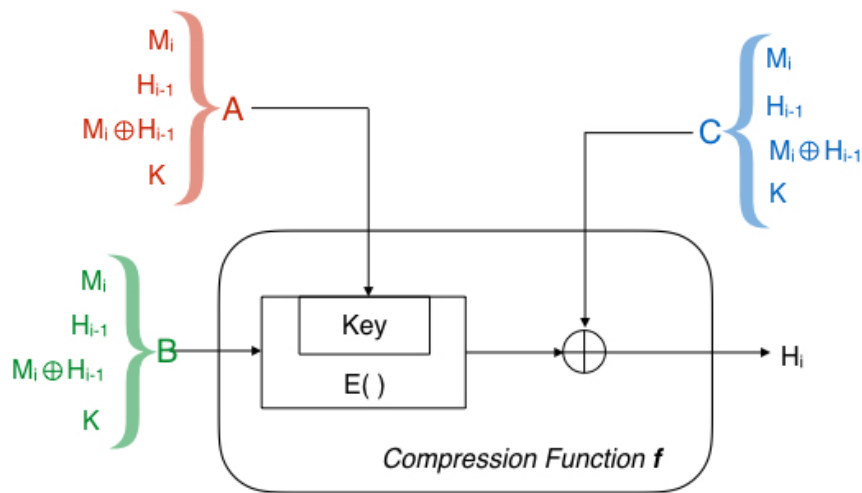 Mᵢ
Hᵢ₋₁
Mᵢ ⊕ Hᵢ₋₁
K
A
Mᵢ
Hᵢ₋₁
Mᵢ ⊕ Hᵢ₋₁
K
C
Mᵢ
Hᵢ₋₁
Mᵢ ⊕ Hᵢ₋₁
K
B
Key
E( )
Hᵢ
Compression Function f